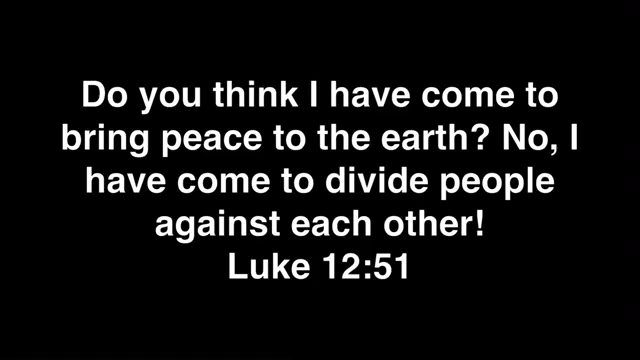 Do you think I have come to
bring peace to the earth? No, I
have come to divide people
against each other!
Luke 12:51